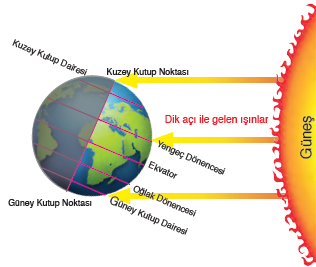 Kuzey Kutup Dairesi
Kuzey Kutup Noktası
Dik açı ile gelen ışınlar
Güneş
Yengeç Dönencesi
Ekvator
Oğlak Dönencesi
Güney Kutup Noktası
Güney Kutup Dairesi